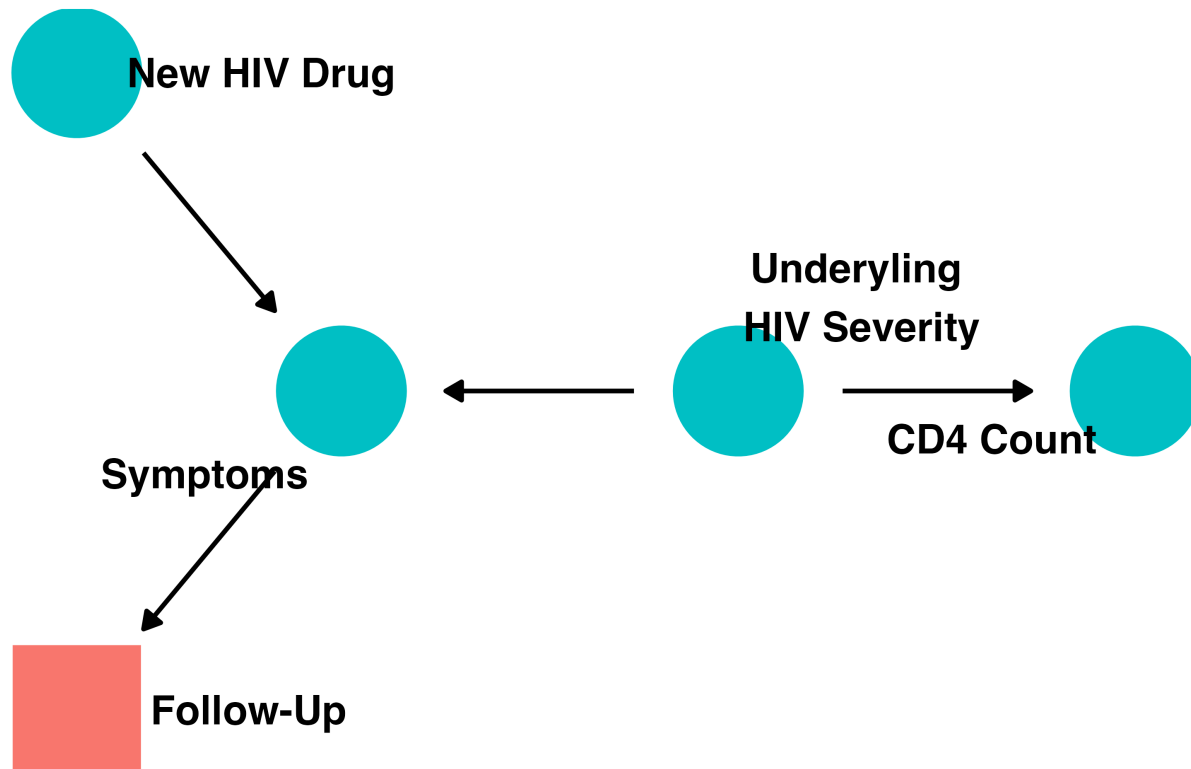 New HIV Drug
Underyling
HIV Severity
CD4 Count
Symptoms
Follow-Up